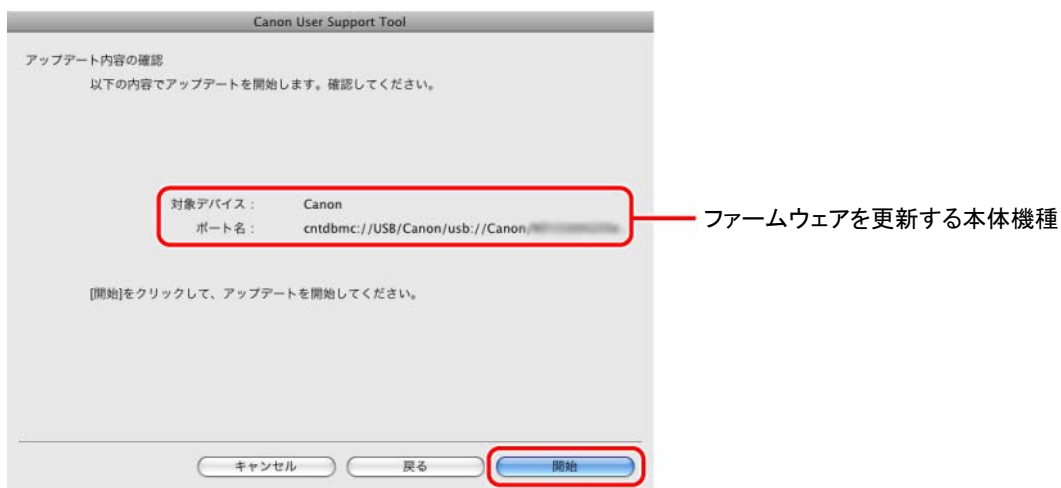 Canon User Support Tool
アップデート内容の確認
以下の内容でアップデートを開始します。確認してください。
対象デバイス : Canon
ポート名 : cntdbmc://USB/Canon/usb://Canon/
ファームウェアを更新する本体機種
[開始]をクリックして、アップデートを開始してください。
キャンセル 戻る 開始